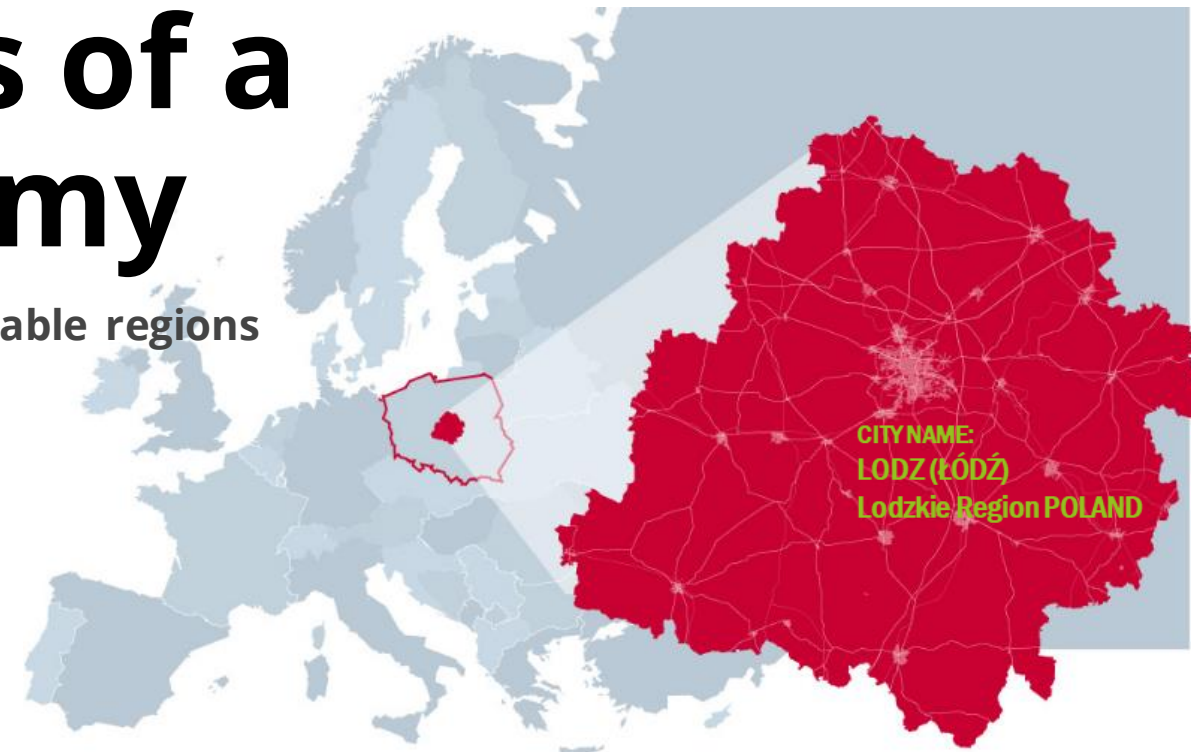 s of a
my
able regions
CITY NAME:
LODZ (ŁÓDŹ)
Lodzkie Region POLAND